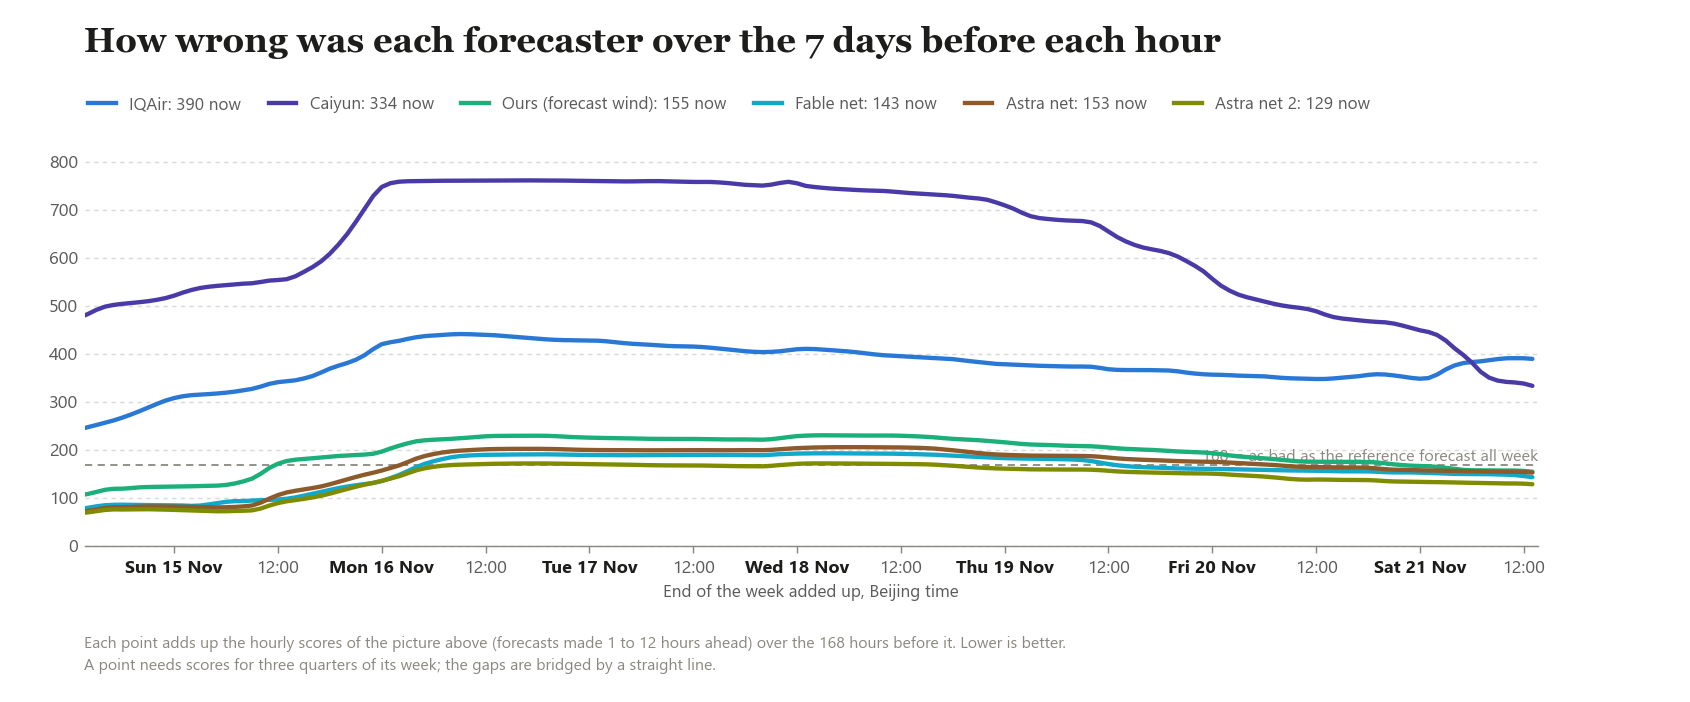 How wrong was each forecaster over the 7 days before each hour
IQAir: 390 now
Caiyun: 334 now
Ours (forecast wind): 155 now
Fable net: 143 now
Astra net: 153 now
Astra net 2: 129 now
800
700
600
500
400
300
200
100
0
168 = as bad as the reference forecast all week
Sun 15 Nov 12:00 Mon 16 Nov 12:00 Tue 17 Nov 12:00 Wed 18 Nov 12:00 Thu 19 Nov 12:00 Fri 20 Nov 12:00 Sat 21 Nov 12:00
End of the week added up, Beijing time
Each point adds up the hourly scores of the picture above (forecasts made 1 to 12 hours ahead) over the 168 hours before it. Lower is better.
A point needs scores for three quarters of its week; the gaps are bridged by a straight line.